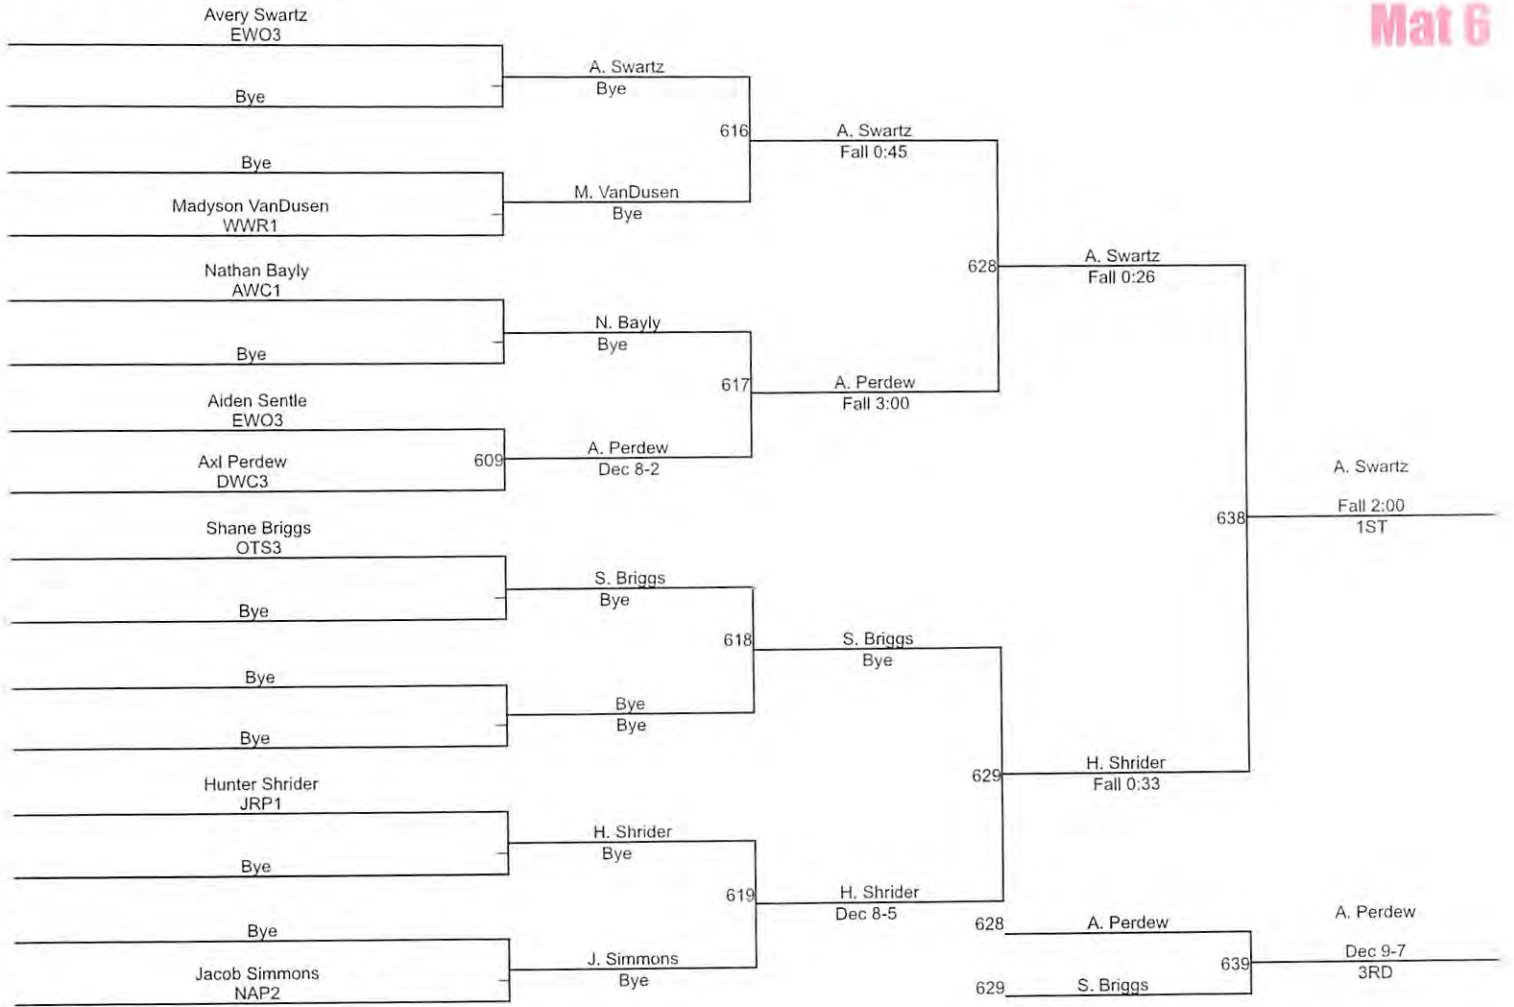 Mat 6
Avery Swartz
EWO3
Bye
Bye
Madyson VanDusen
WWR1
Nathan Bayly
AWC1
Bye
Aiden Sentle
EWO3
Axl Perdew
DWC3
Shane Briggs
OTS3
Bye
Bye
Bye
Hunter Shrider
JRP1
Bye
Bye
Jacob Simmons
NAP2
609
A. Swartz
Bye
M. VanDusen
Bye
N. Bayly
Bye
A. Perdew
Dec 8-2
S. Briggs
Bye
Bye
Bye
H. Shrider
Bye
J. Simmons
Bye
616
617
618
619
A. Swartz
Fall 0:45
A. Perdew
Fall 3:00
S. Briggs
Bye
H. Shrider
Dec 8-5
628
629
A. Swartz
Fall 0:26
H. Shrider
Fall 0:33
638
A. Swartz
Fall 2:00
1ST
628
A. Perdew
629
S. Briggs
639
A. Perdew
Dec 9-7
3RD